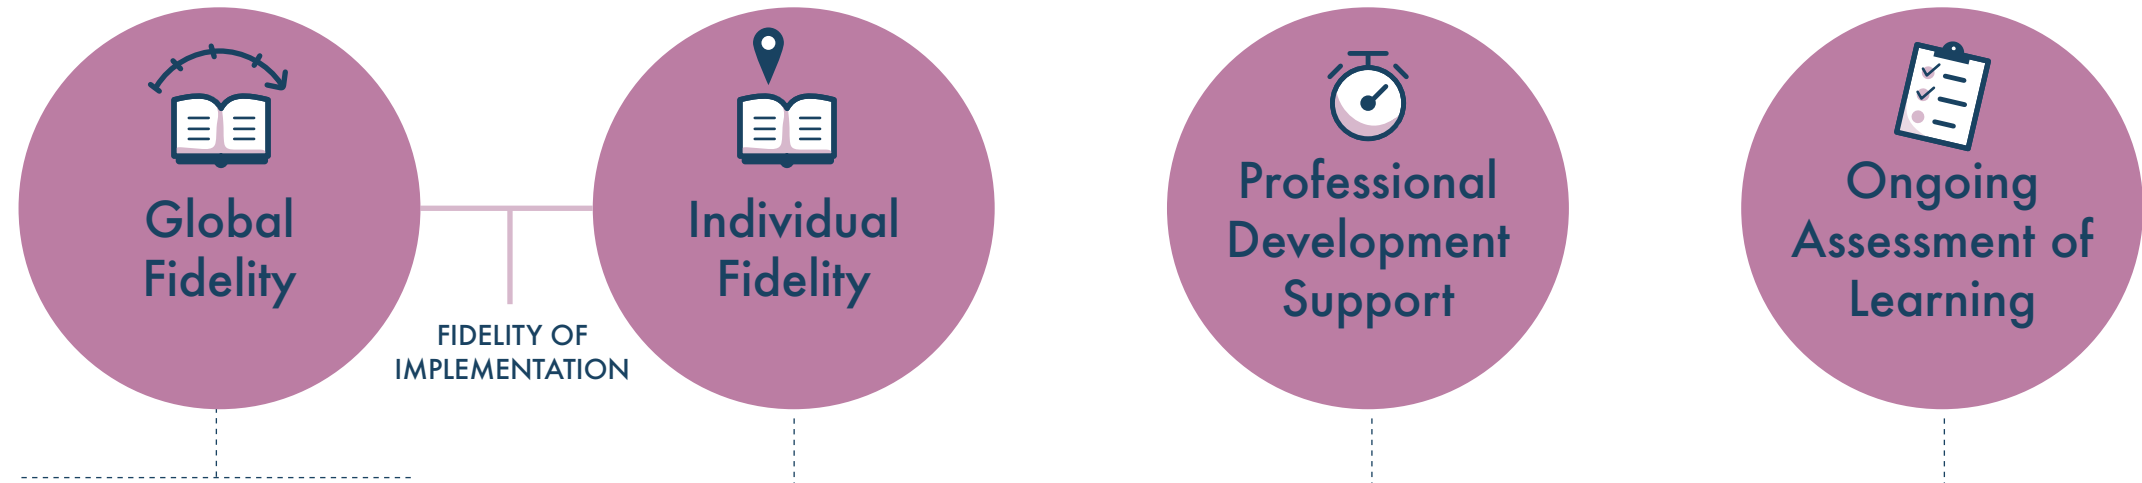 Global
Fidelity
Individual
Fidelity
FIDELITY OF
IMPLEMENTATION
Professional
Development
Support
Ongoing
Assessment of
Learning